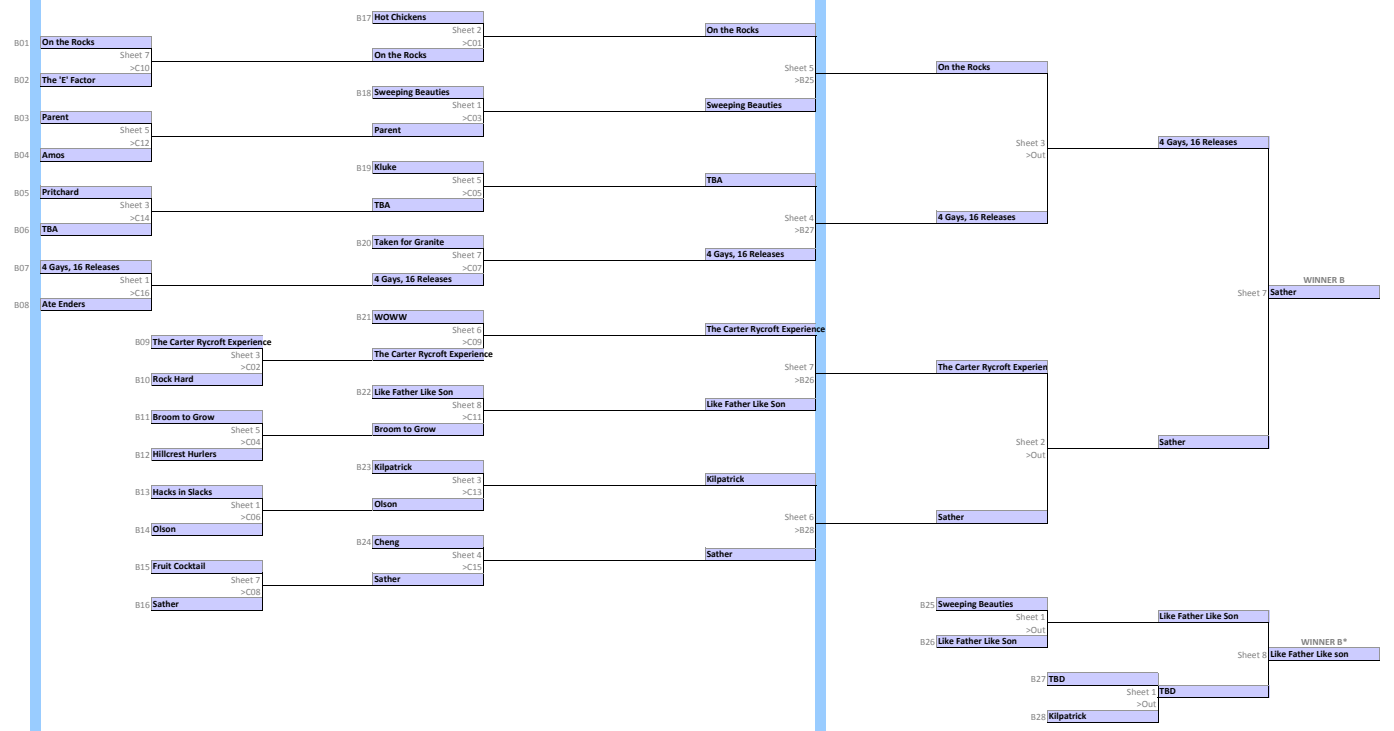 B17 Hot Chickens
Sheet 2
>C01
On the Rocks
On the Rocks
B01 On the Rocks
Sheet 7
>C10
B02 The 'E' Factor
Sheet 5
>B25
On the Rocks
B18 Sweeping Beauties
Sheet 1
>C03
Parent
Sweeping Beauties
B03 Parent
Sheet 5
>C12
B04 Amos
Sheet 3
>Out
4 Gays, 16 Releases
B19 Kluke
Sheet 5
>C05
TBA
TBA
B05 Pritchard
Sheet 3
>C14
B06 TBA
Sheet 4
>B27
4 Gays, 16 Releases
B20 Taken for Granite
Sheet 7
>C07
4 Gays, 16 Releases
4 Gays, 16 Releases
B07 4 Gays, 16 Releases
Sheet 1
>C16
B08 Ate Enders
WINNER B
Sheet 7 Sather
B21 WOWW
Sheet 6
>C09
The Carter Rycroft Experience
The Carter Rycroft Experience
B09 The Carter Rycroft Experience
Sheet 3
>C02
B10 Rock Hard
Sheet 7
>B26
The Carter Rycroft Experien
B22 Like Father Like Son
Sheet 8
>C11
Broom to Grow
Like Father Like Son
B11 Broom to Grow
Sheet 5
>C04
B12 Hillcrest Hurlers
Sheet 2
>Out
Sather
B23 Kilpatrick
Sheet 3
>C13
Olson
Kilpatrick
B13 Hacks in Slacks
Sheet 1
>C06
B14 Olson
Sheet 6
>B28
Sather
B24 Cheng
Sheet 4
>C15
Sather
Sather
B15 Fruit Cocktail
Sheet 7
>C08
B16 Sather
B25 Sweeping Beauties
Sheet 1
>Out
B26 Like Father Like Son
Like Father Like Son
WINNER B*
Sheet 8 Like Father Like son
B27 TBD
Sheet 1
>Out
B28 Kilpatrick
TBD